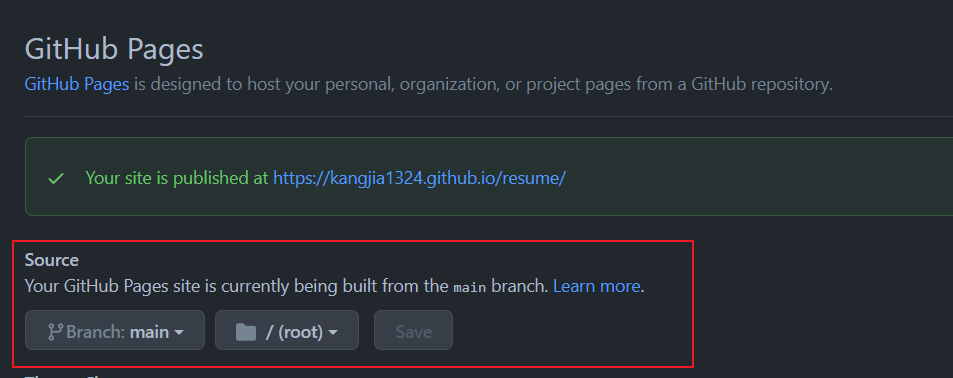 GitHub Pages
GitHub Pages is designed to host your personal, organization, or project pages from a GitHub repository.
Your site is published at https://kangjia1324.github.io/resume/
Source
Your GitHub Pages site is currently being built from the main branch. Learn more.
Branch: main / (root) Save